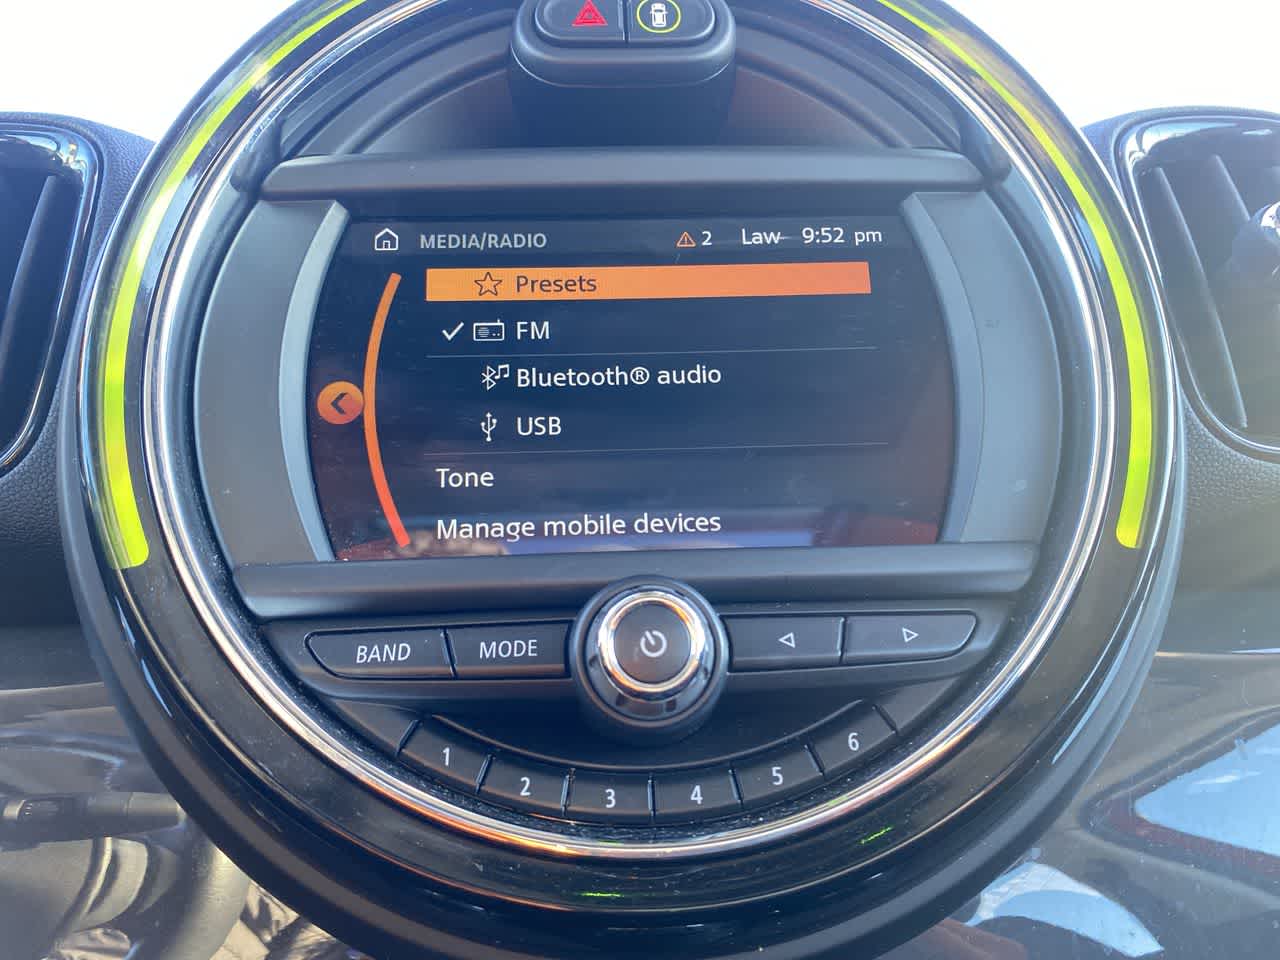 MEDIA/RADIO 2 Law 9:52 pm
Presets
FM
Bluetooth® audio
USB
Tone
Manage mobile devices
BAND MODE
1 2 3 4 5 6